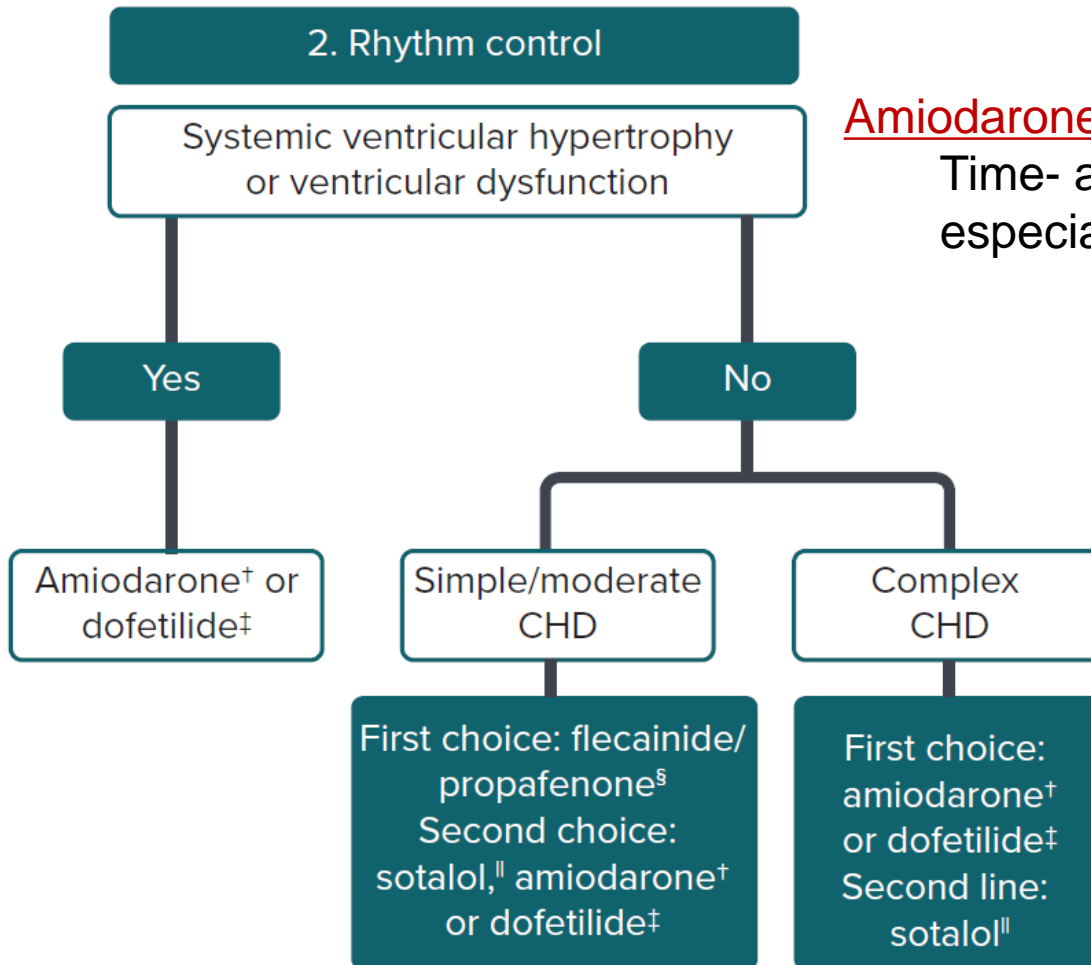 2. Rhythm control
Systemic ventricular hypertrophy
or ventricular dysfunction
Amiodarone
Time- a
especia
Yes
No
Amiodarone† or
dofetilide‡
Simple/moderate
CHD
Complex
CHD
First choice: flecainide/
propafenone§
Second choice:
sotalol,‖ amiodarone†
or dofetilide‡
First choice:
amiodarone†
or dofetilide‡
Second line:
sotalol‖